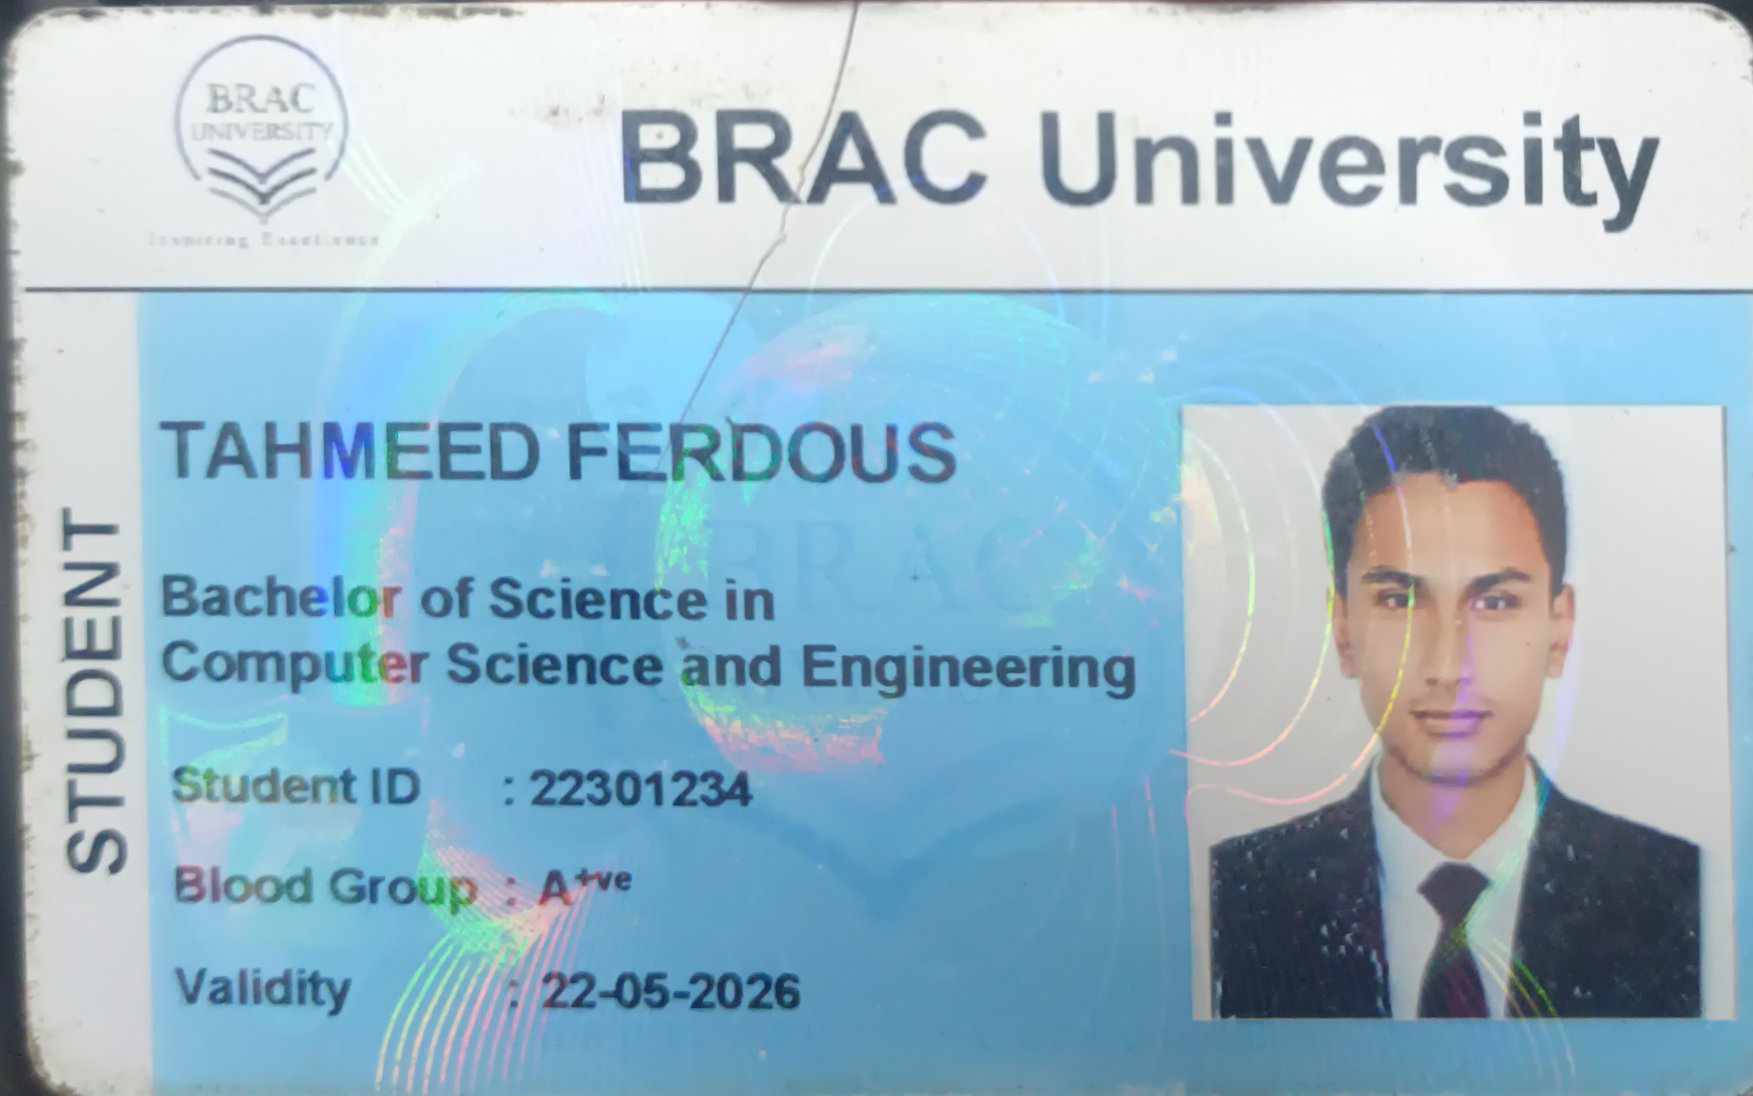 BRAC
UNIVERSITY
Inspiring Excellence
BRAC University
STUDENT
TAHMEED FERDOUS
BRAC
Bachelor of Science in
Computer Science and Engineering
Student ID : 22301234
Blood Group : A+ve
Validity : 22-05-2026